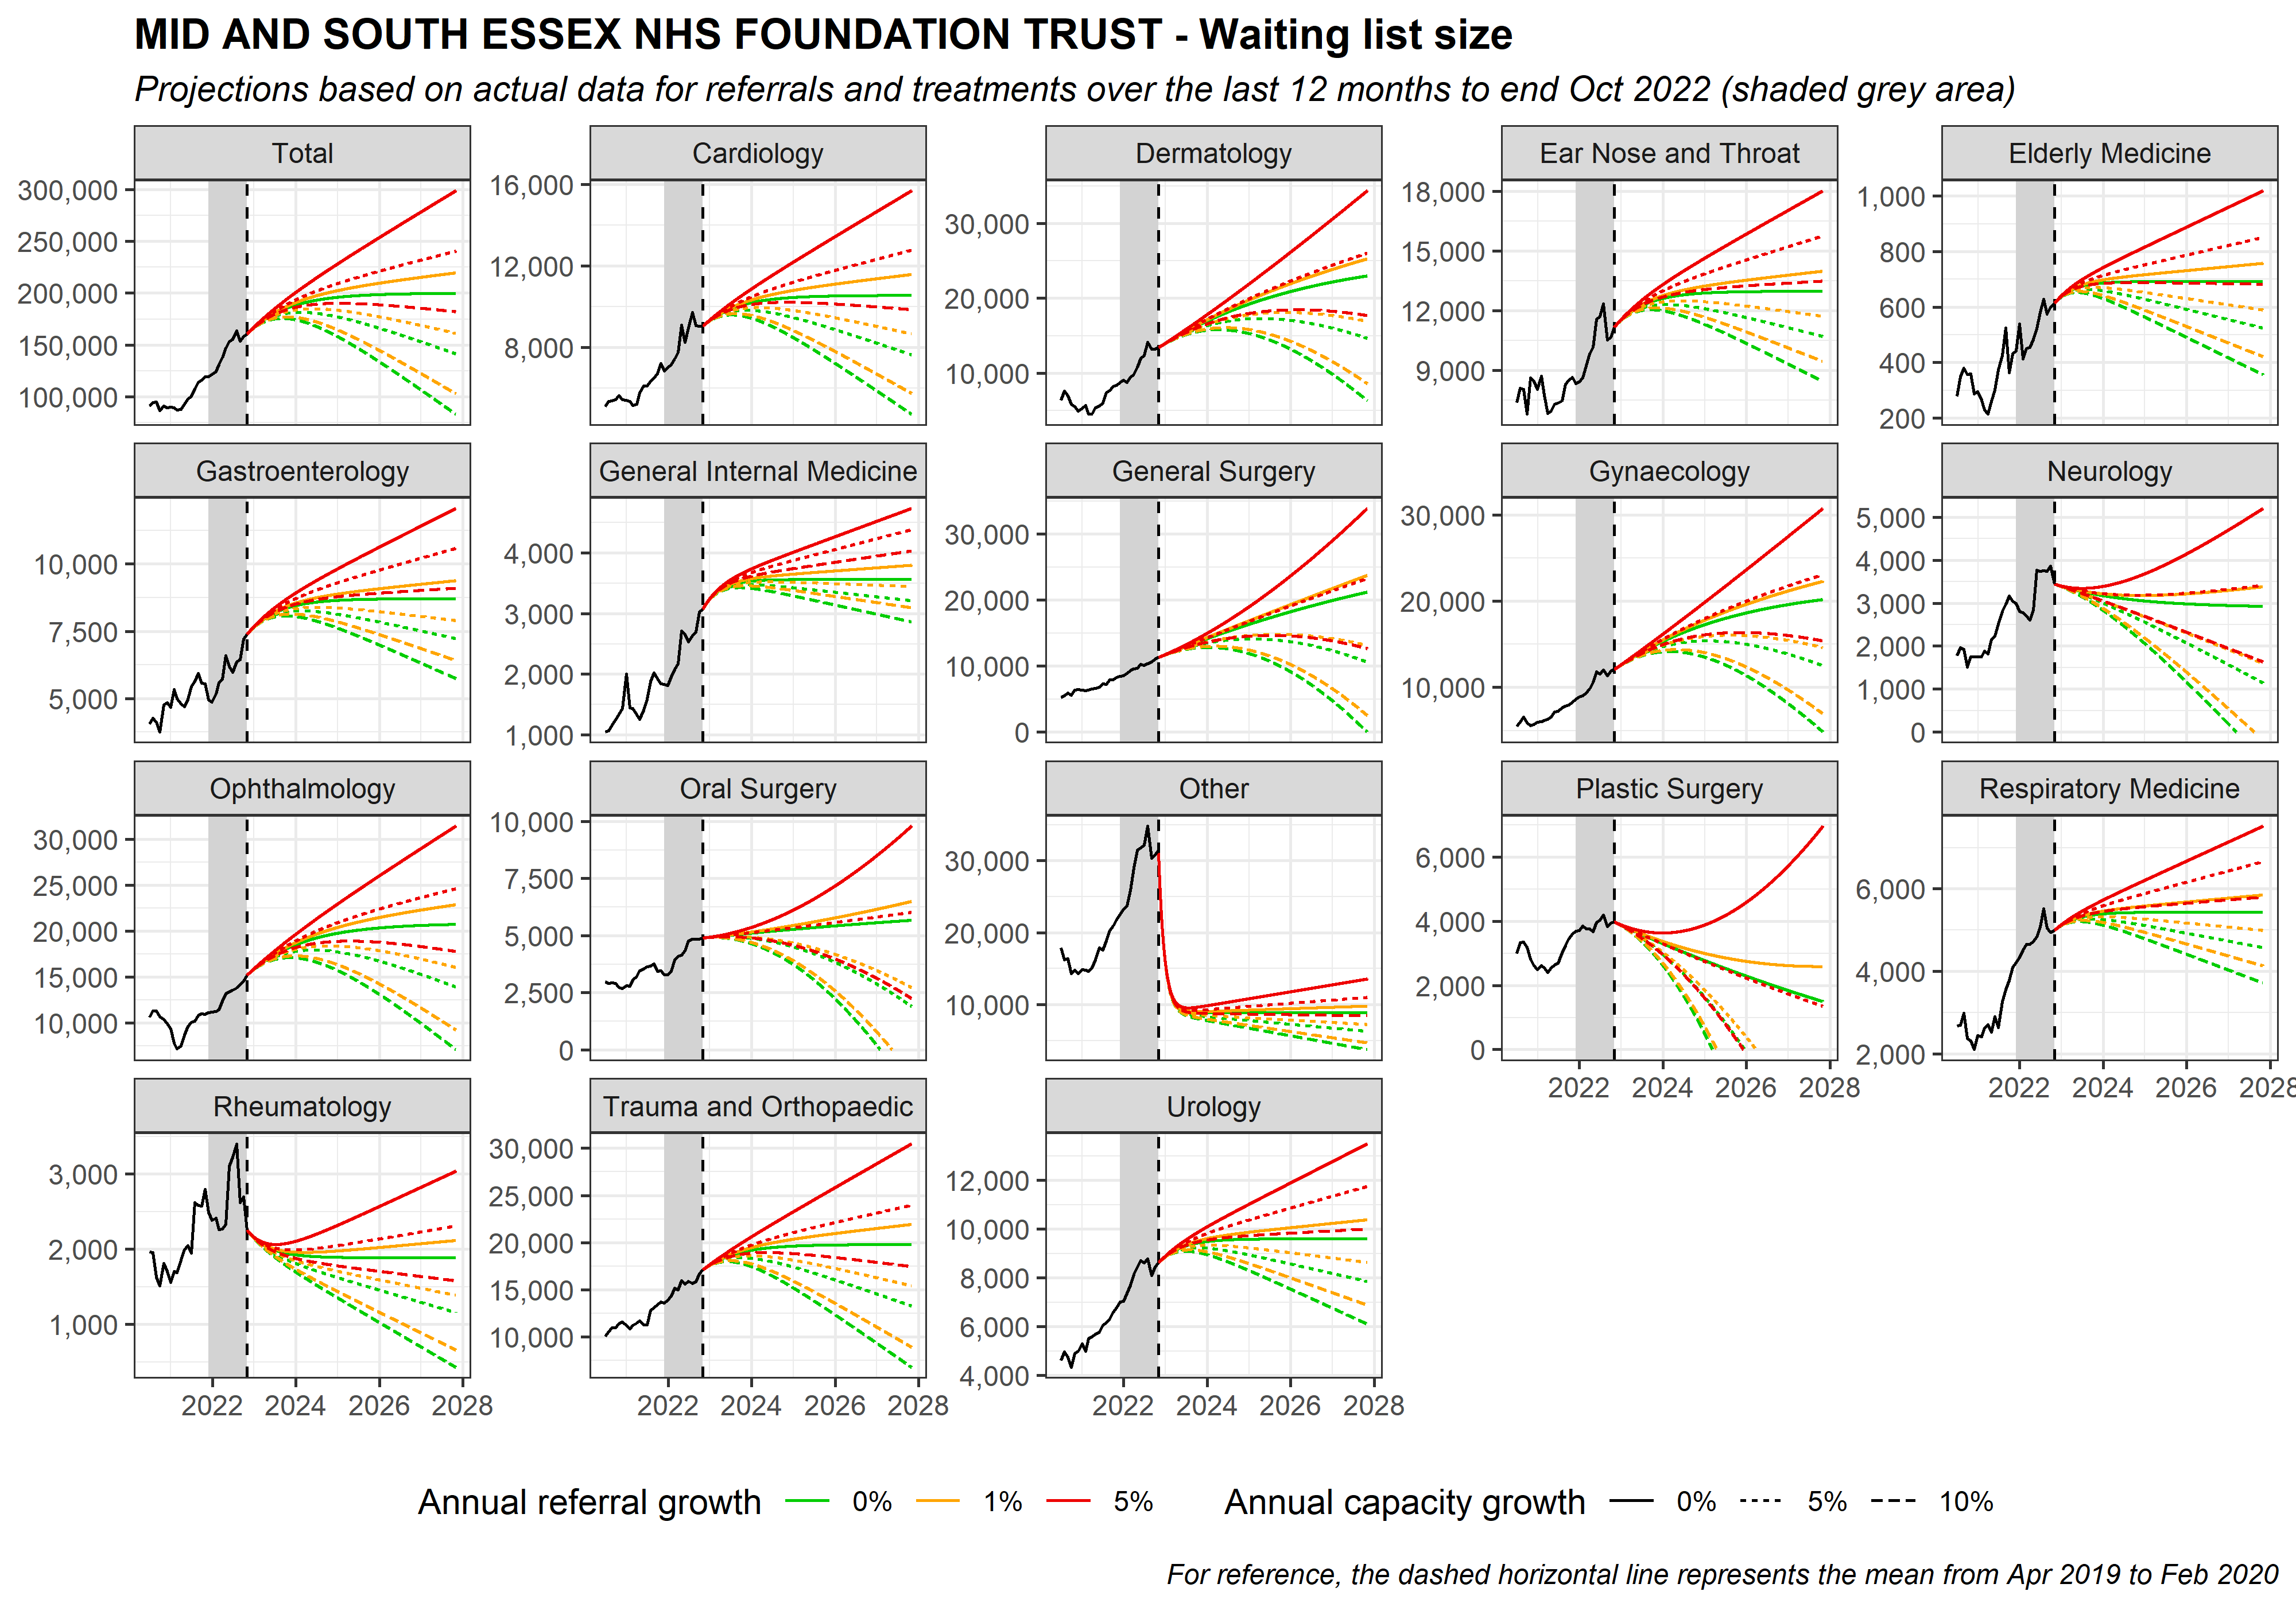 MID AND SOUTH ESSEX NHS FOUNDATION TRUST - Waiting list size
Projections based on actual data for referrals and treatments over the last 12 months to end Oct 2022 (shaded grey area)
Total
300,000
250,000
200,000
150,000
100,000
Cardiology
16,000
12,000
8,000
Dermatology
30,000
20,000
10,000
Ear Nose and Throat
18,000
15,000
12,000
9,000
Elderly Medicine
1,000
800
600
400
200
Gastroenterology
10,000
7,500
5,000
General Internal Medicine
4,000
3,000
2,000
1,000
General Surgery
30,000
20,000
10,000
0
Gynaecology
30,000
20,000
10,000
Neurology
5,000
4,000
3,000
2,000
1,000
0
Ophthalmology
30,000
25,000
20,000
15,000
10,000
Oral Surgery
10,000
7,500
5,000
2,500
0
Other
30,000
20,000
10,000
Plastic Surgery
6,000
4,000
2,000
0
2022 2024 2026 2028
Respiratory Medicine
6,000
4,000
2,000
2022 2024 2026 2028
Rheumatology
3,000
2,000
1,000
2022 2024 2026 2028
Trauma and Orthopaedic
30,000
25,000
20,000
15,000
10,000
2022 2024 2026 2028
Urology
12,000
10,000
8,000
6,000
4,000
2022 2024 2026 2028
Annual referral growth 0% 1% 5% Annual capacity growth 0% 5% 10%
For reference, the dashed horizontal line represents the mean from Apr 2019 to Feb 2020